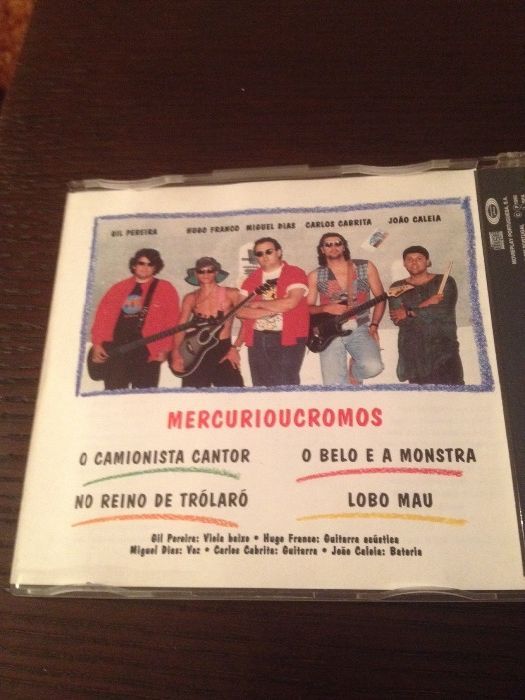 GIL PEREIRA HUGO FRANCO MIGUEL DIAS CARLOS CABRITA JOÃO CALEIA
MERCURIOUCROMOS
O CAMIONISTA CANTOR O BELO E A MONSTRA
NO REINO DE TRÓLARÓ LOBO MAU
Gil Pereira: Viola baixo • Hugo Franco: Guitarra acústica
Miguel Dias: Voz • Carlos Cabrita: Guitarra • João Caleia: Bateria
MOVIEPLAY PORTUGUESA, S.A.